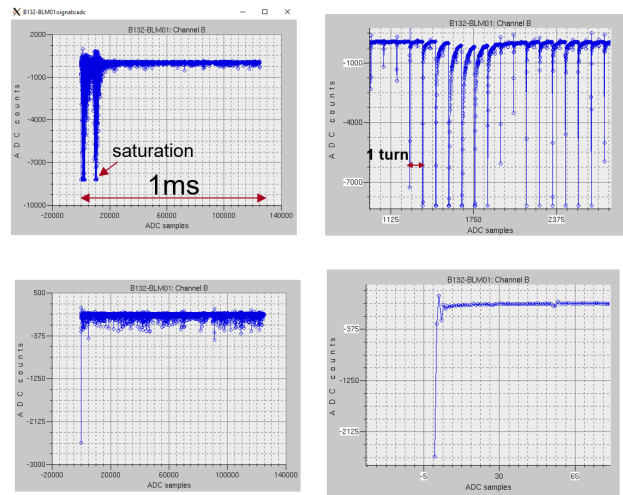 B132-BLM01:signals:adc
B132-BLM01: Channel B
2000
-1000
-4000
-7000
-10000
ADC counts
saturation
1ms
-20000 20000 60000 100000 140000
ADC samples
B132-BLM01: Channel B
-1000
-4000
-7000
ADC counts
1 turn
1125 1750 2375
ADC samples
B132-BLM01: Channel B
500
-375
-1250
-2125
-3000
ADC counts
-20000 20000 60000 100000 140000
ADC samples
B132-BLM01: Channel B
-375
-1250
-2125
ADC counts
-5 30 65
ADC samples